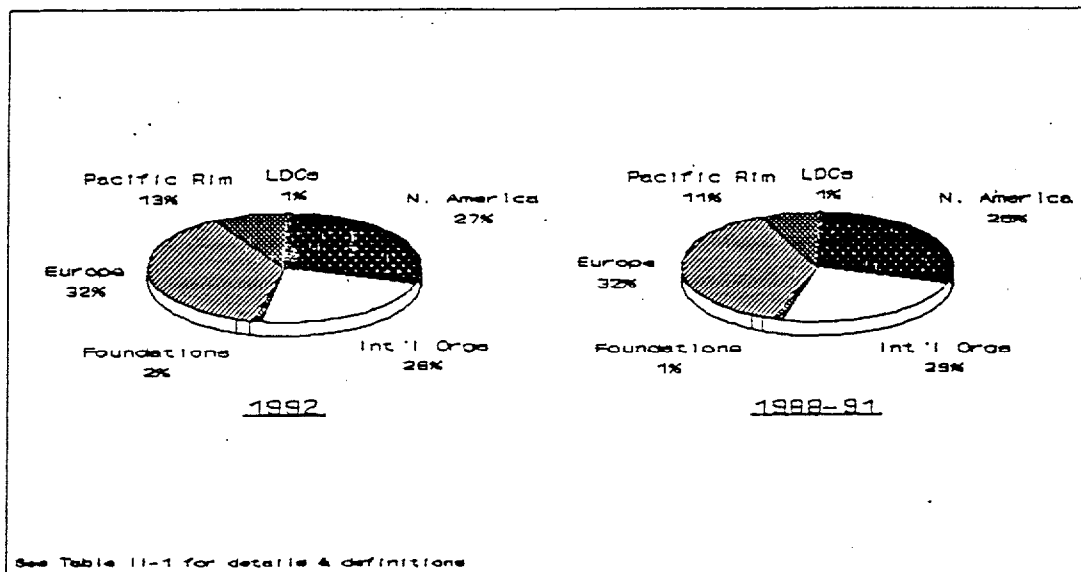 Pacific Rim
13%
LDCs
1%
N. America
27%
Europe
32%
Foundations
2%
Int'l Orgs
26%
1992
Pacific Rim
11%
LDCs
1%
N. America
26%
Europe
32%
Foundations
1%
Int'l Orgs
29%
1988-91
See Table II-1 for details & definitions